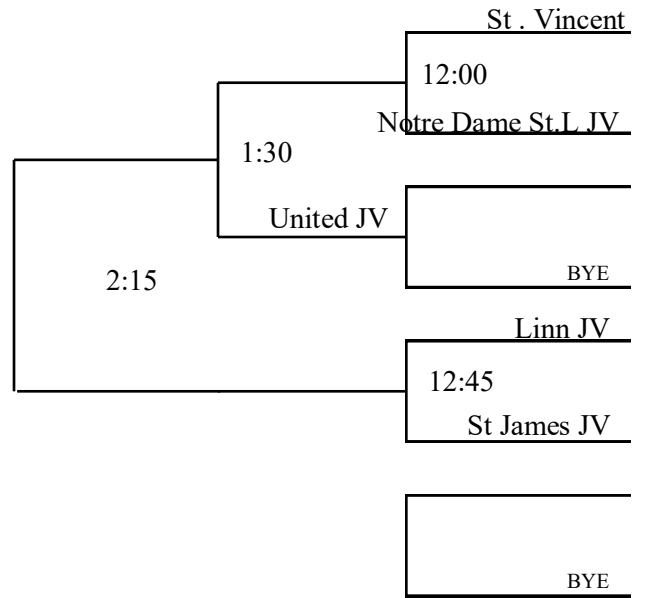 St . Vincent
12:00
Notre Dame St.L JV
1:30
United JV
BYE
2:15
Linn JV
12:45
St James JV
BYE